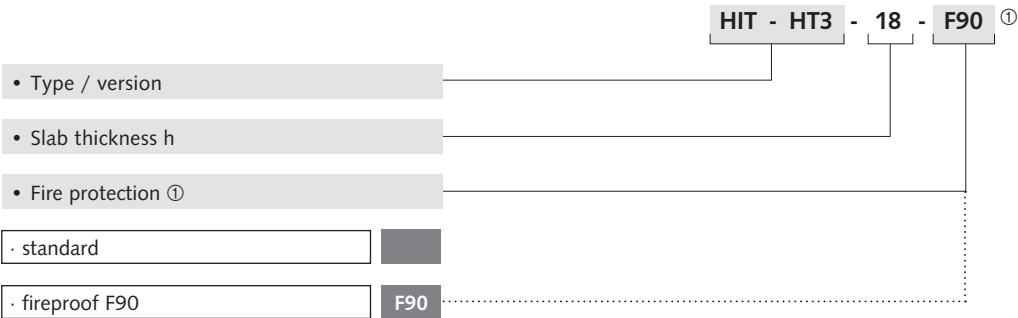 HIT - HT3 - 18 - F90 ①
• Type / version
• Slab thickness h
• Fire protection ①
· standard
· fireproof F90 F90